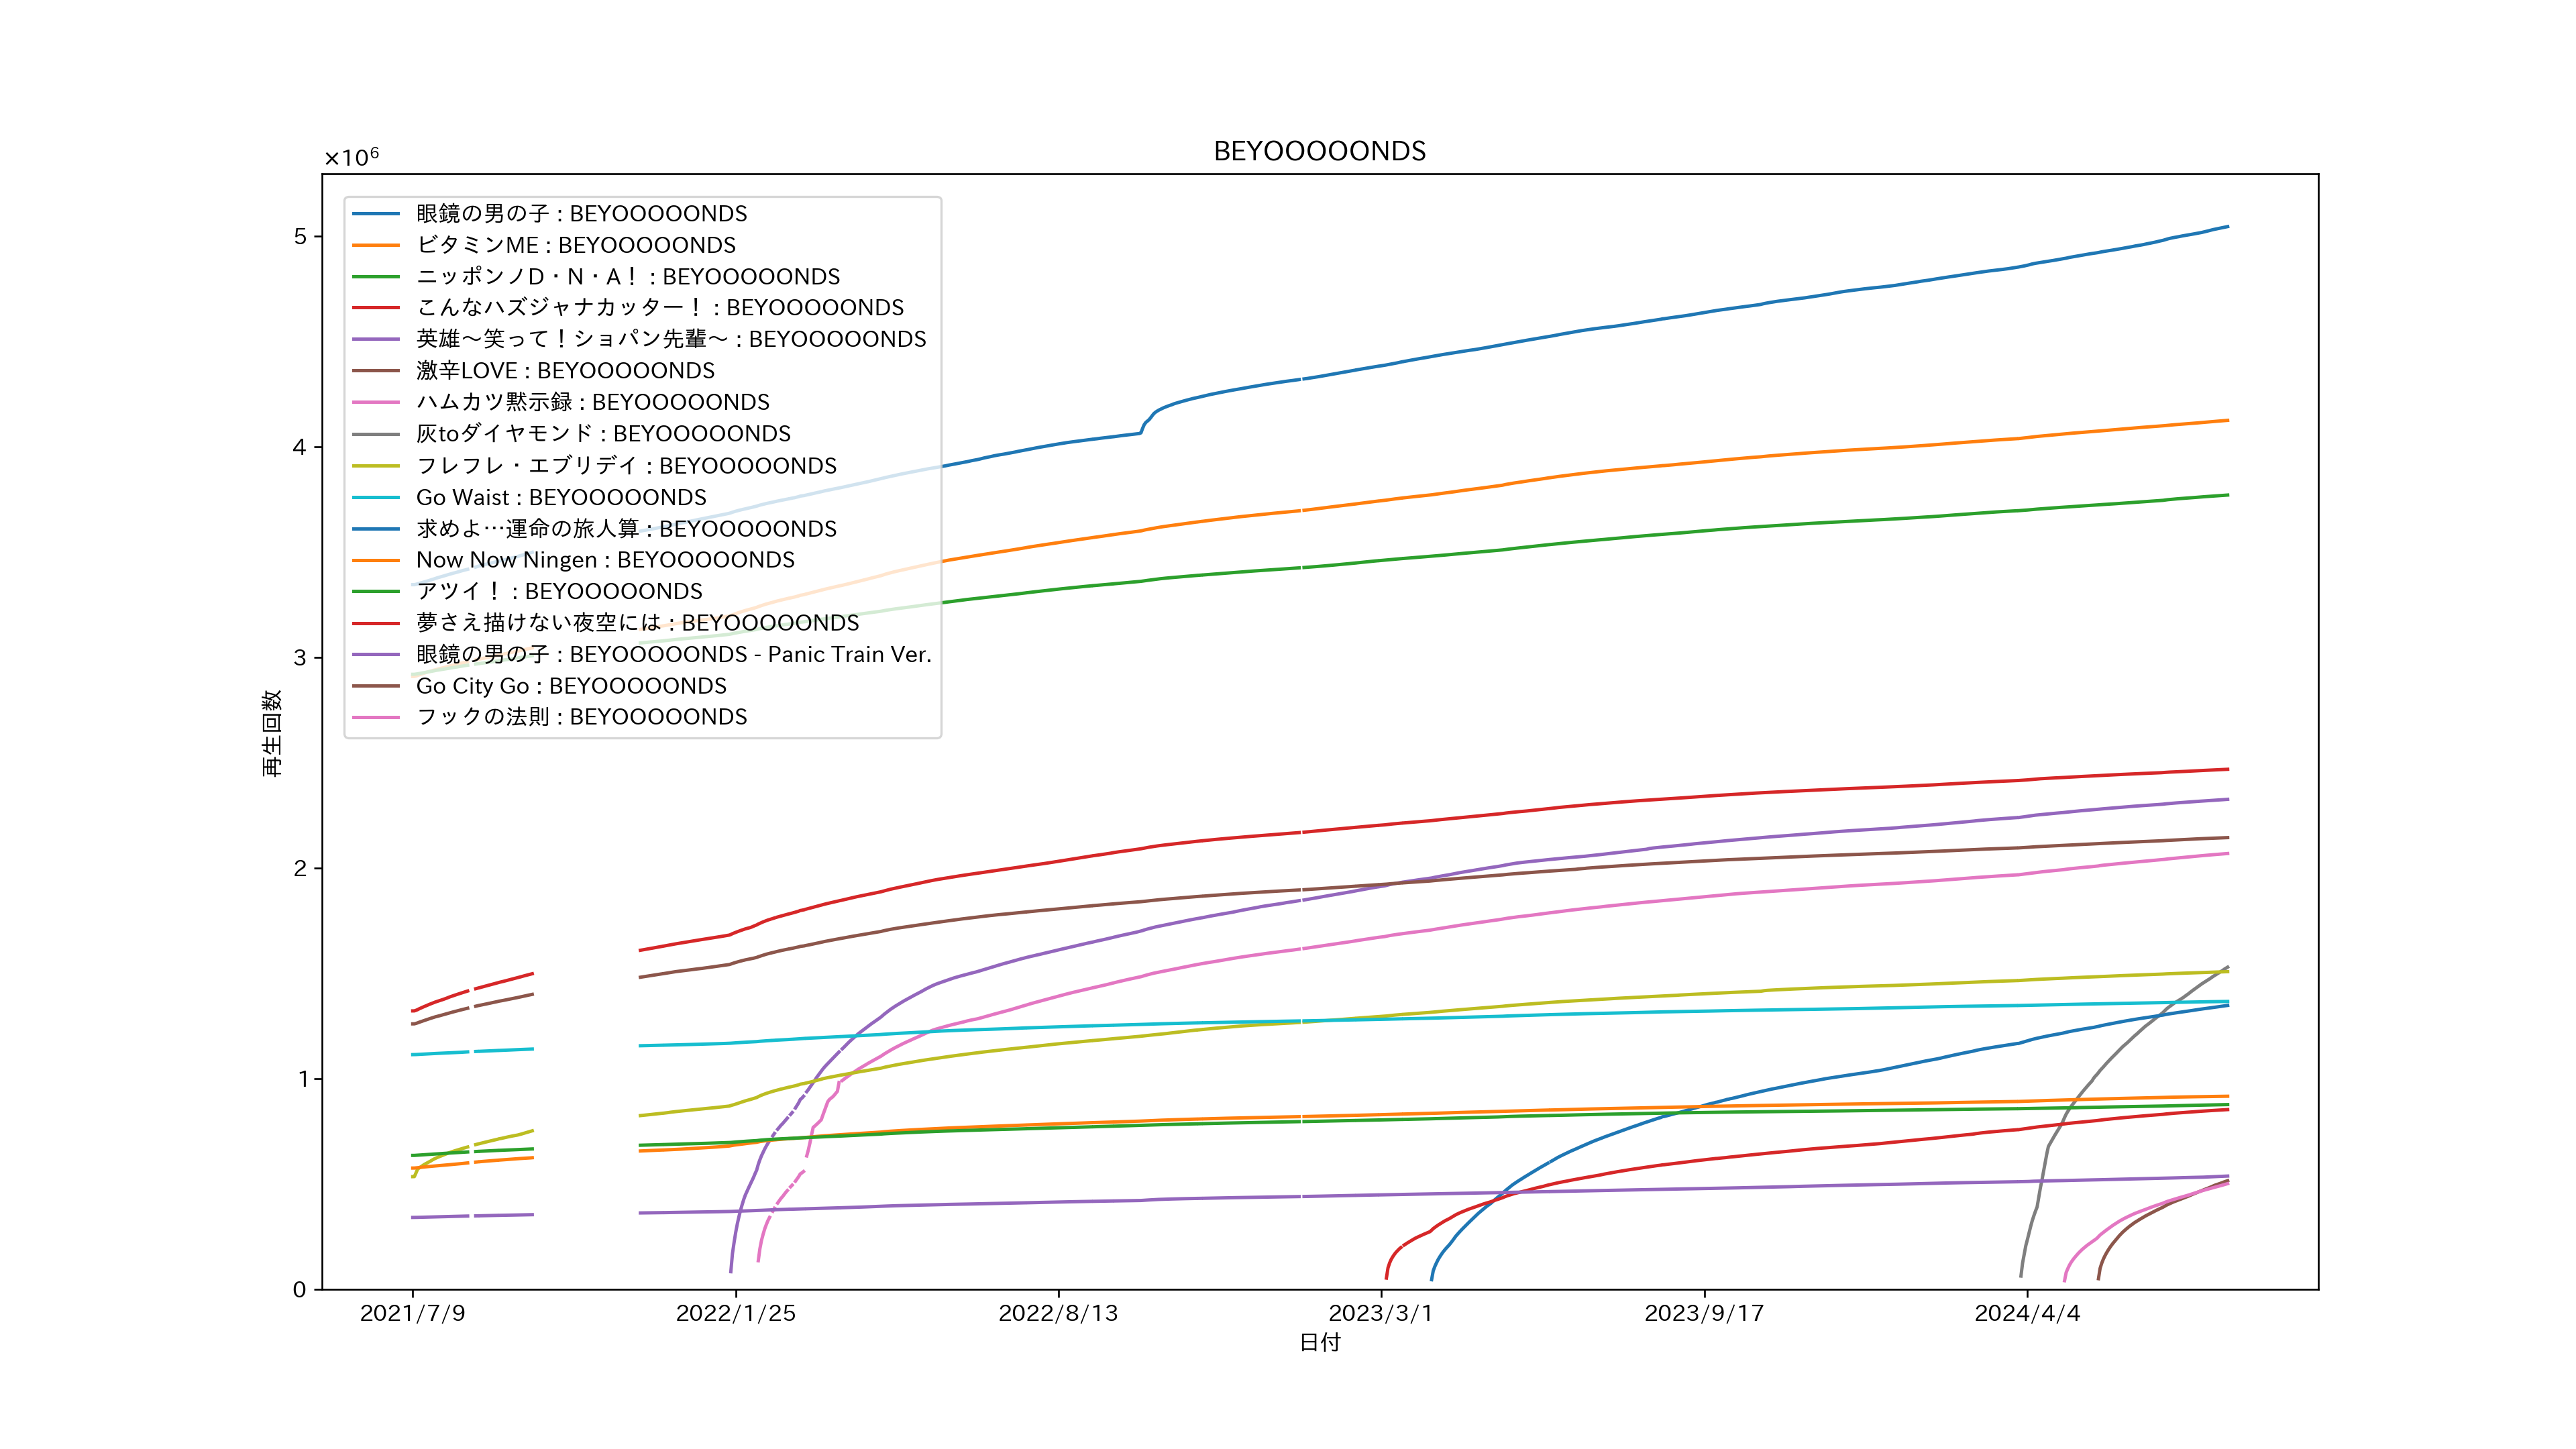 BEYOOOOONDS
×10⁶
眼鏡の男の子 : BEYOOOOONDS
ビタミンME : BEYOOOOONDS
ニッポンノD・N・A！ : BEYOOOOONDS
こんなハズジャナカッター！ : BEYOOOOONDS
英雄〜笑って！ショパン先輩〜 : BEYOOOOONDS
激辛LOVE : BEYOOOOONDS
ハムカツ黙示録 : BEYOOOOONDS
灰toダイヤモンド : BEYOOOOONDS
フレフレ・エブリデイ : BEYOOOOONDS
Go Waist : BEYOOOOONDS
求めよ…運命の旅人算 : BEYOOOOONDS
Now Now Ningen : BEYOOOOONDS
アツイ！ : BEYOOOOONDS
夢さえ描けない夜空には : BEYOOOOONDS
眼鏡の男の子 : BEYOOOOONDS - Panic Train Ver.
Go City Go : BEYOOOOONDS
フックの法則 : BEYOOOOONDS
5
4
3
2
1
0
再生回数
2021/7/9
2022/1/25
2022/8/13
2023/3/1
2023/9/17
2024/4/4
日付